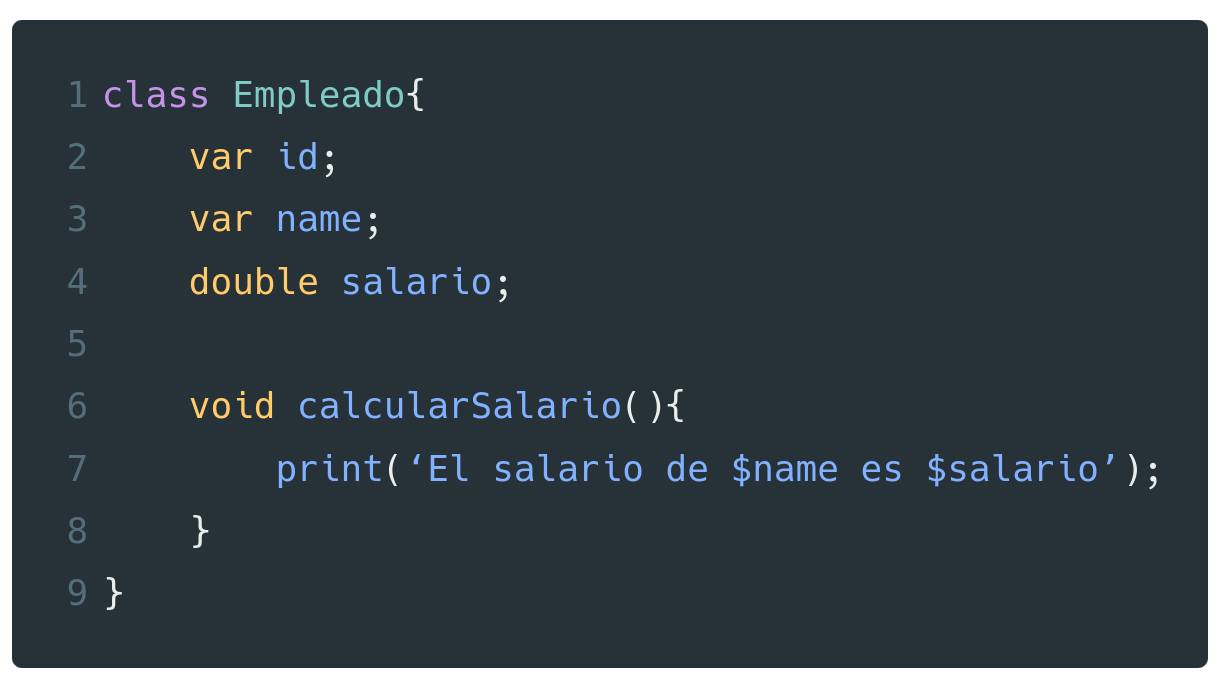 1 class Empleado{
2     var id;
3     var name;
4     double salario;
5
6     void calcularSalario(){
7         print(‘El salario de $name es $salario’);
8     }
9 }